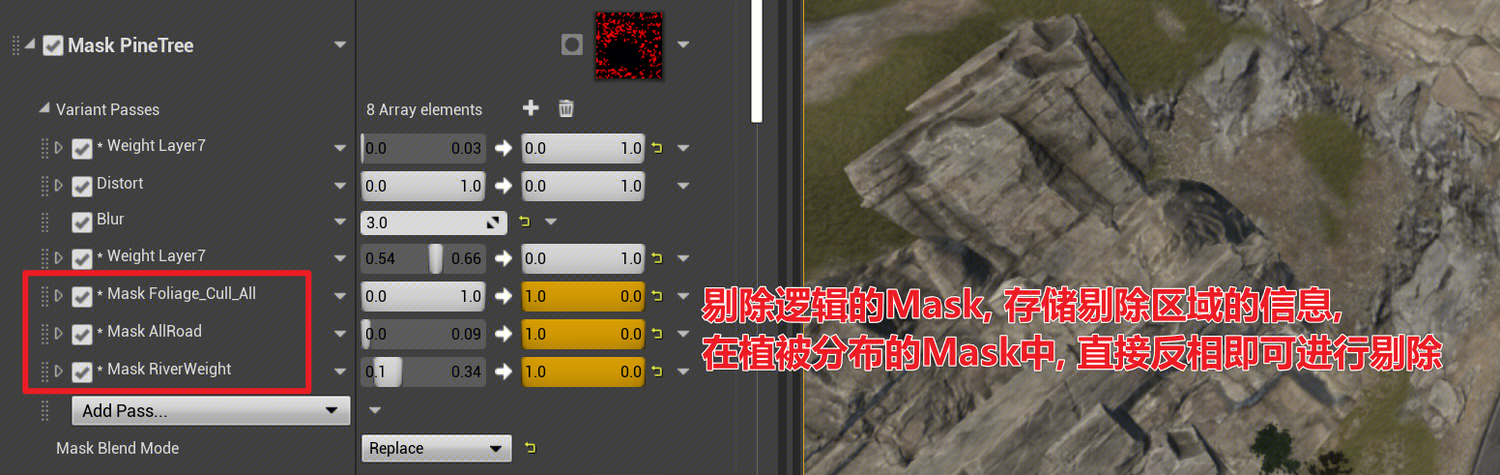 Mask PineTree
Variant Passes 8 Array elements
* Weight Layer7 0.0 0.03 0.0 1.0
Distort 0.0 1.0 0.0 1.0
Blur 3.0
* Weight Layer7 0.54 0.66 0.0 1.0
* Mask Foliage_Cull_All 0.0 1.0 1.0 0.0
* Mask AllRoad 0.0 0.09 1.0 0.0
* Mask RiverWeight 0.1 0.34 1.0 0.0
Add Pass...
Mask Blend Mode Replace
剔除逻辑的Mask, 存储剔除区域的信息,
在植被分布的Mask中, 直接反相即可进行剔除